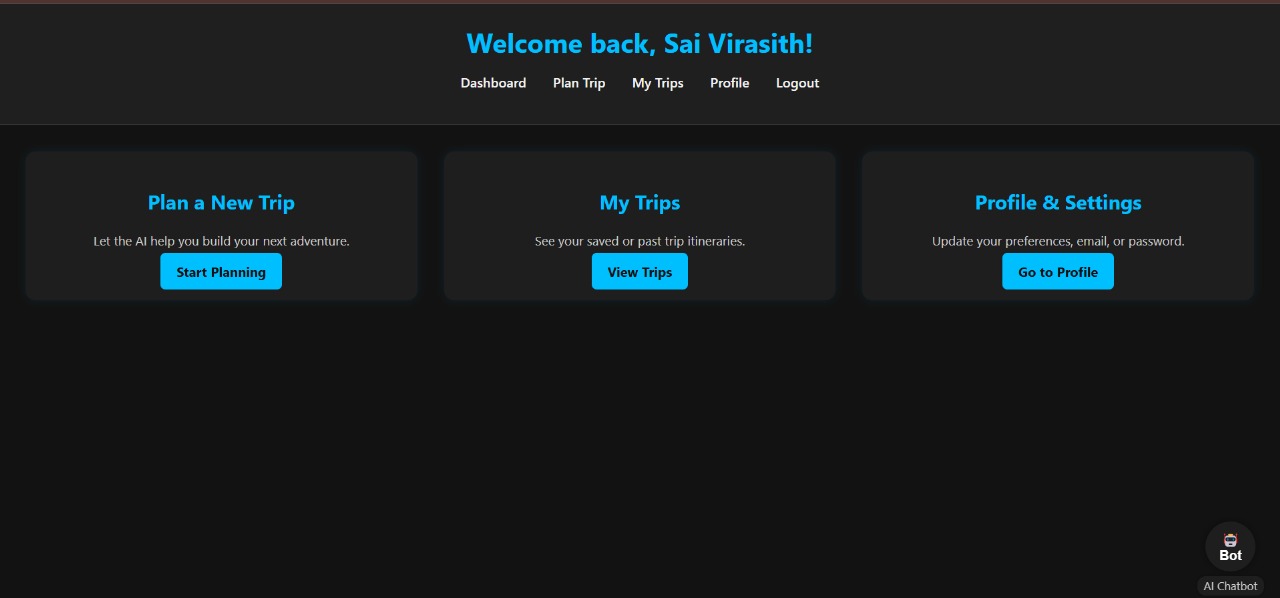 Welcome back, Sai Virasith!
Dashboard Plan Trip My Trips Profile Logout
Plan a New Trip
Let the AI help you build your next adventure.
Start Planning
My Trips
See your saved or past trip itineraries.
View Trips
Profile & Settings
Update your preferences, email, or password.
Go to Profile
Bot
AI Chatbot